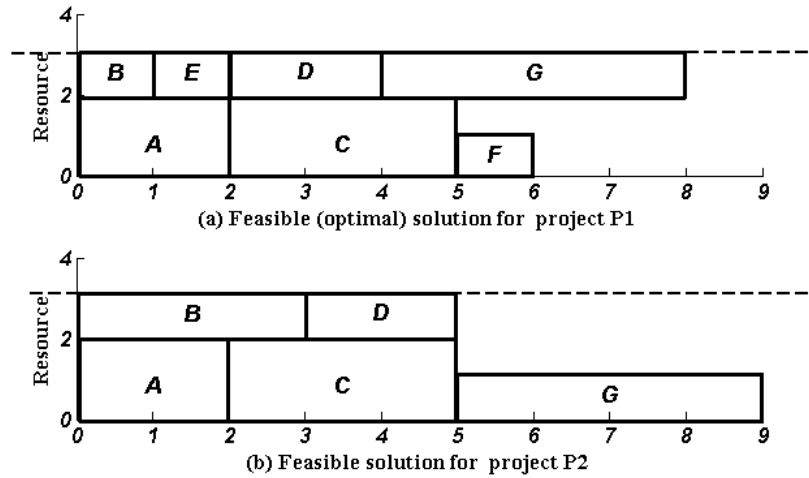 4
B E D G
2
A C F
0
Resource
0 1 2 3 4 5 6 7 8 9
(a) Feasible (optimal) solution for project P1
4
B D
2
A C G
0
Resource
0 1 2 3 4 5 6 7 8 9
(b) Feasible solution for project P2